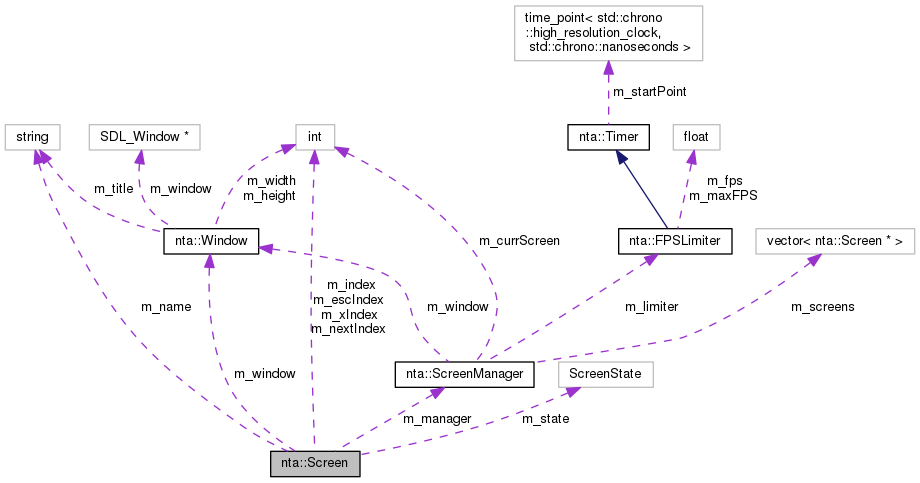 time_point< std::chrono
::high_resolution_clock,
std::chrono::nanoseconds >
m_startPoint
string
SDL_Window *
int
nta::Timer
float
m_title
m_window
m_width
m_height
m_fps
m_maxFPS
nta::Window
m_currScreen
nta::FPSLimiter
vector< nta::Screen * >
m_name
m_index
m_escIndex
m_xIndex
m_nextIndex
m_window
m_limiter
m_screens
m_window
nta::ScreenManager
ScreenState
m_manager
m_state
nta::Screen